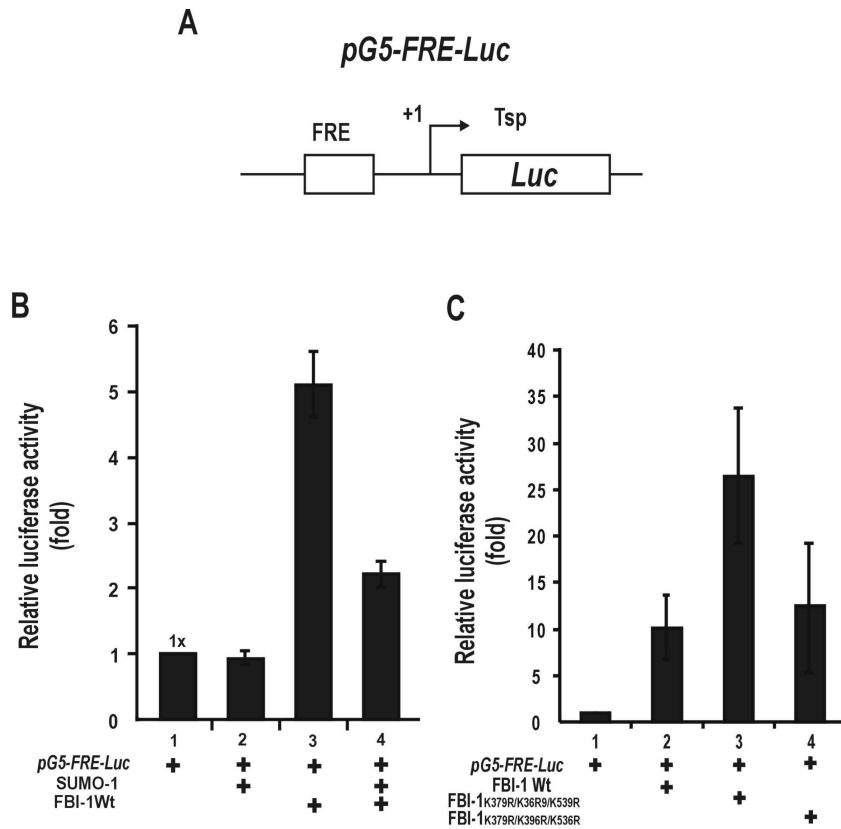 A
pG5-FRE-Luc
+1
Tsp
FRE
Luc
B
Relative luciferase activity
(fold)
6
5
4
3
2
1
0
1x
1 2 3 4
pG5-FRE-Luc + + + +
SUMO-1 + +
FBI-1Wt + +
C
Relative luciferase activity
(fold)
40
35
30
25
20
15
10
5
0
1 2 3 4
pG5-FRE-Luc + + + +
FBI-1 Wt +
FBI-1K379R/K36R9/K539R +
FBI-1K379R/K396R/K536R +